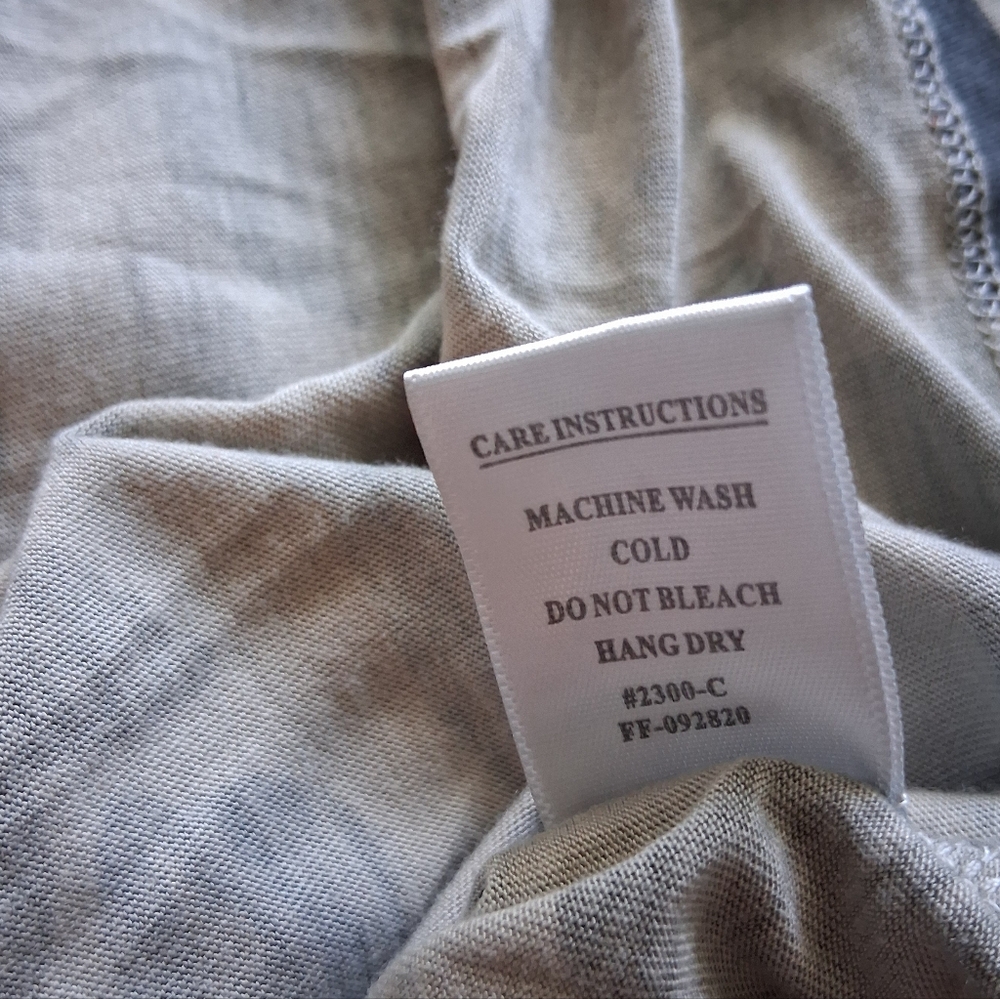 CARE INSTRUCTIONS
MACHINE WASH
COLD
DO NOT BLEACH
HANG DRY
#2300-C
FF-092820